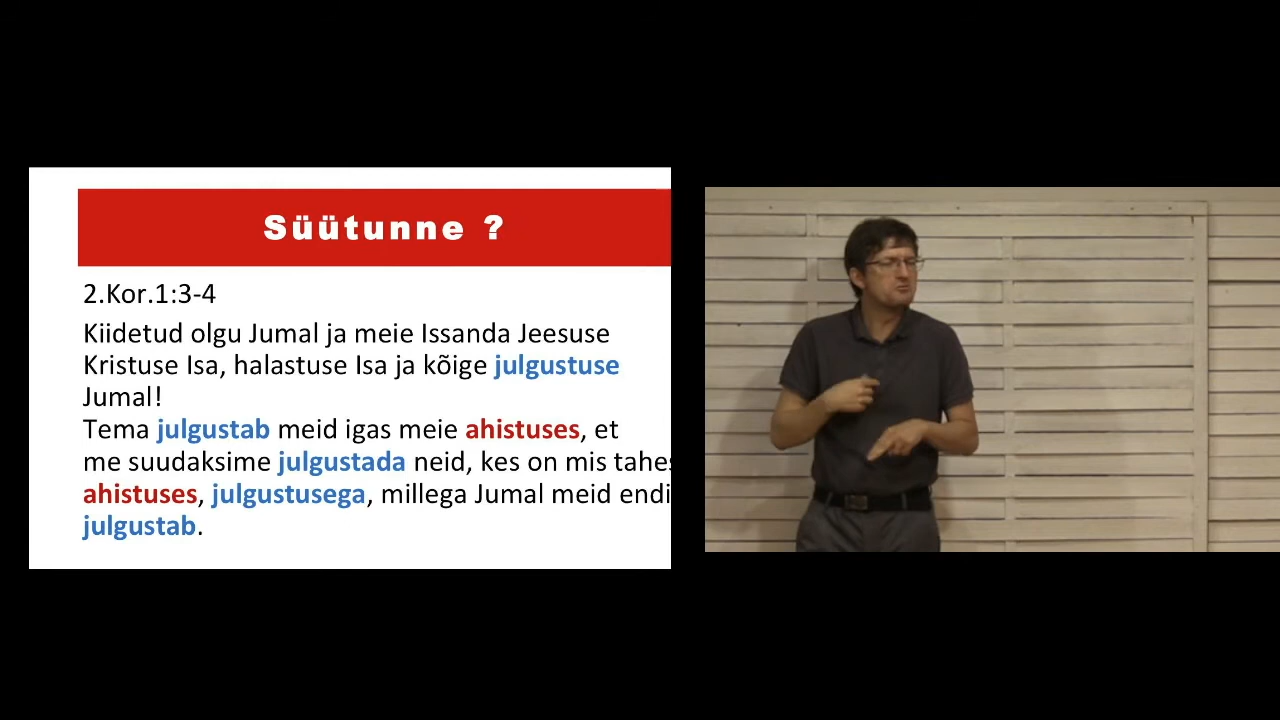 Süütunne ?
2.Kor.1:3-4
Kiidetud olgu Jumal ja meie Issanda Jeesuse
Kristuse Isa, halastuse Isa ja kõige julgustuse
Jumal!
Tema julgustab meid igas meie ahistuses, et
me suudaksime julgustada neid, kes on mis tahes
ahistuses, julgustusega, millega Jumal meid endi
julgustab.